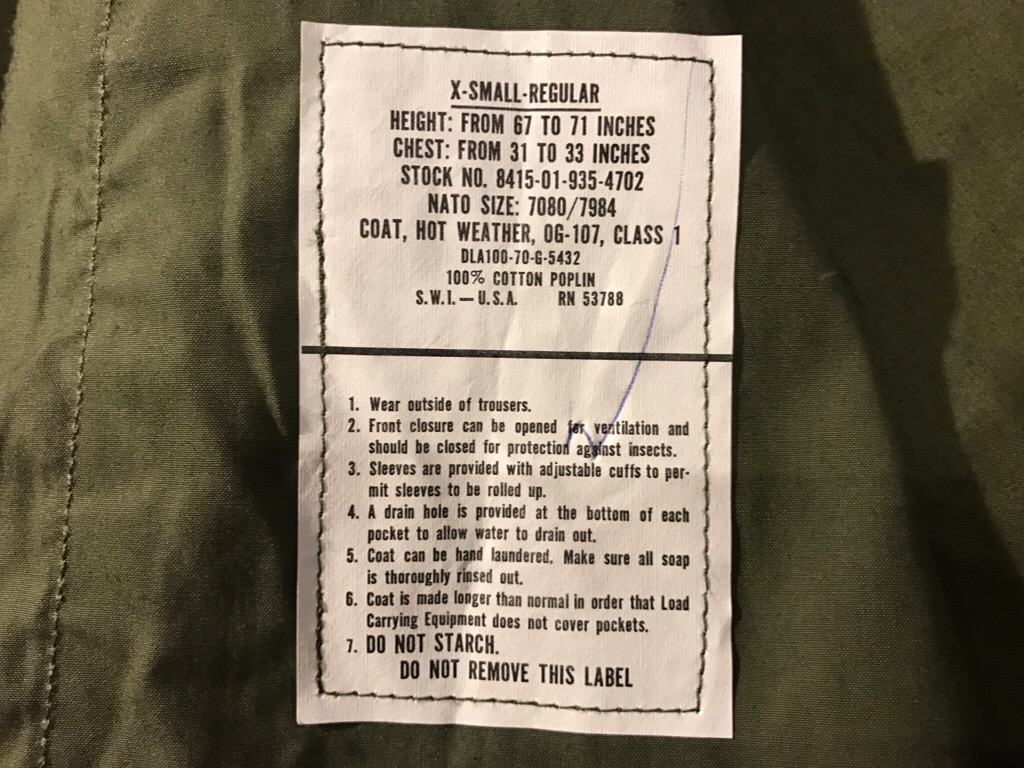 X-SMALL-REGULAR
HEIGHT: FROM 67 TO 71 INCHES
CHEST: FROM 31 TO 33 INCHES
STOCK NO. 8415-01-935-4702
NATO SIZE: 7080/7984
COAT, HOT WEATHER, OG-107, CLASS 1
DLA100-70-G-5432
100% COTTON POPLIN
S.W.I. — U.S.A. RN 53788
1. Wear outside of trousers.
2. Front closure can be opened for ventilation and
should be closed for protection against insects.
3. Sleeves are provided with adjustable cuffs to per-
mit sleeves to be rolled up.
4. A drain hole is provided at the bottom of each
pocket to allow water to drain out.
5. Coat can be hand laundered. Make sure all soap
is thoroughly rinsed out.
6. Coat is made longer than normal in order that Load
Carrying Equipment does not cover pockets.
7. DO NOT STARCH.
DO NOT REMOVE THIS LABEL